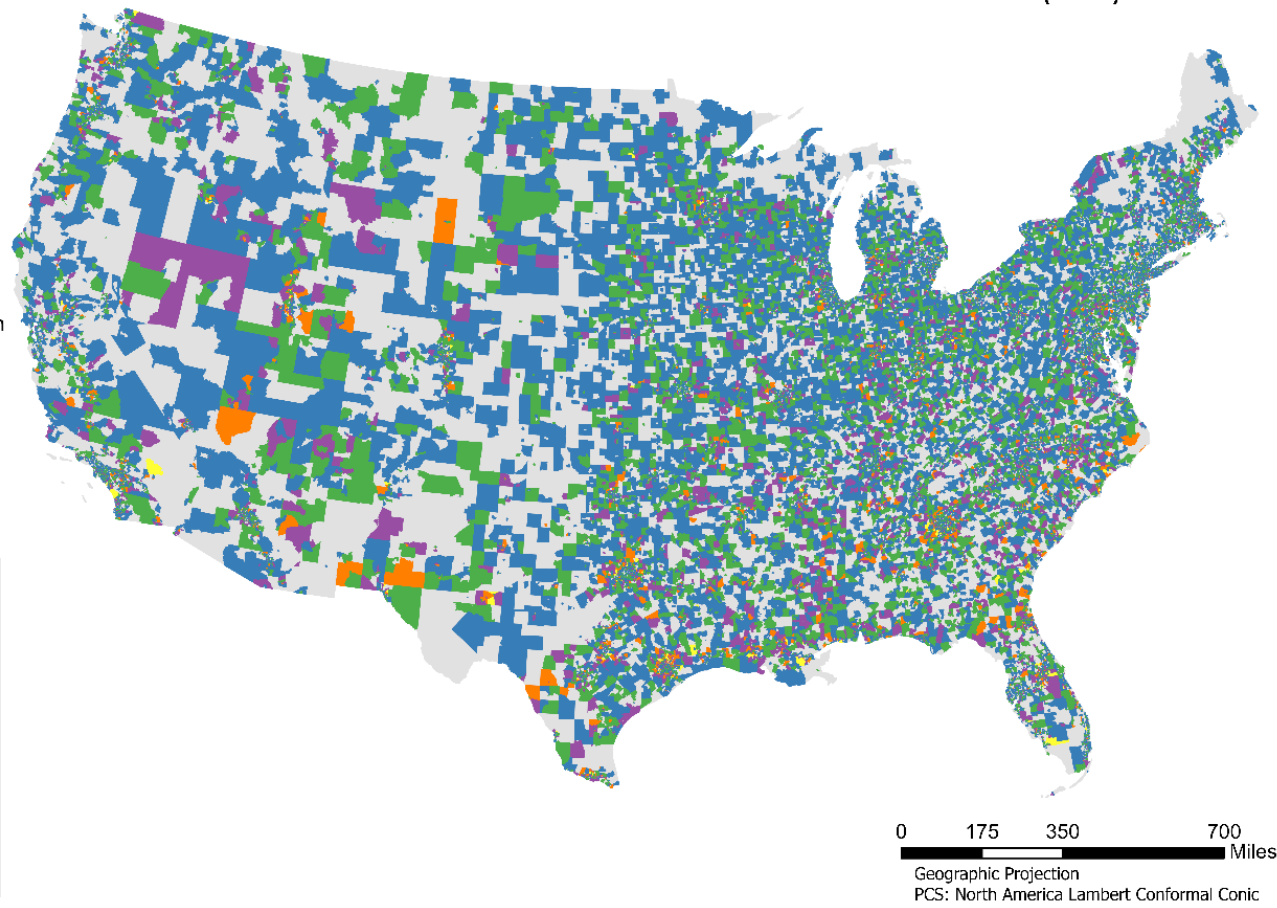 n
0 175 350 700
Miles
Geographic Projection
PCS: North America Lambert Conformal Conic